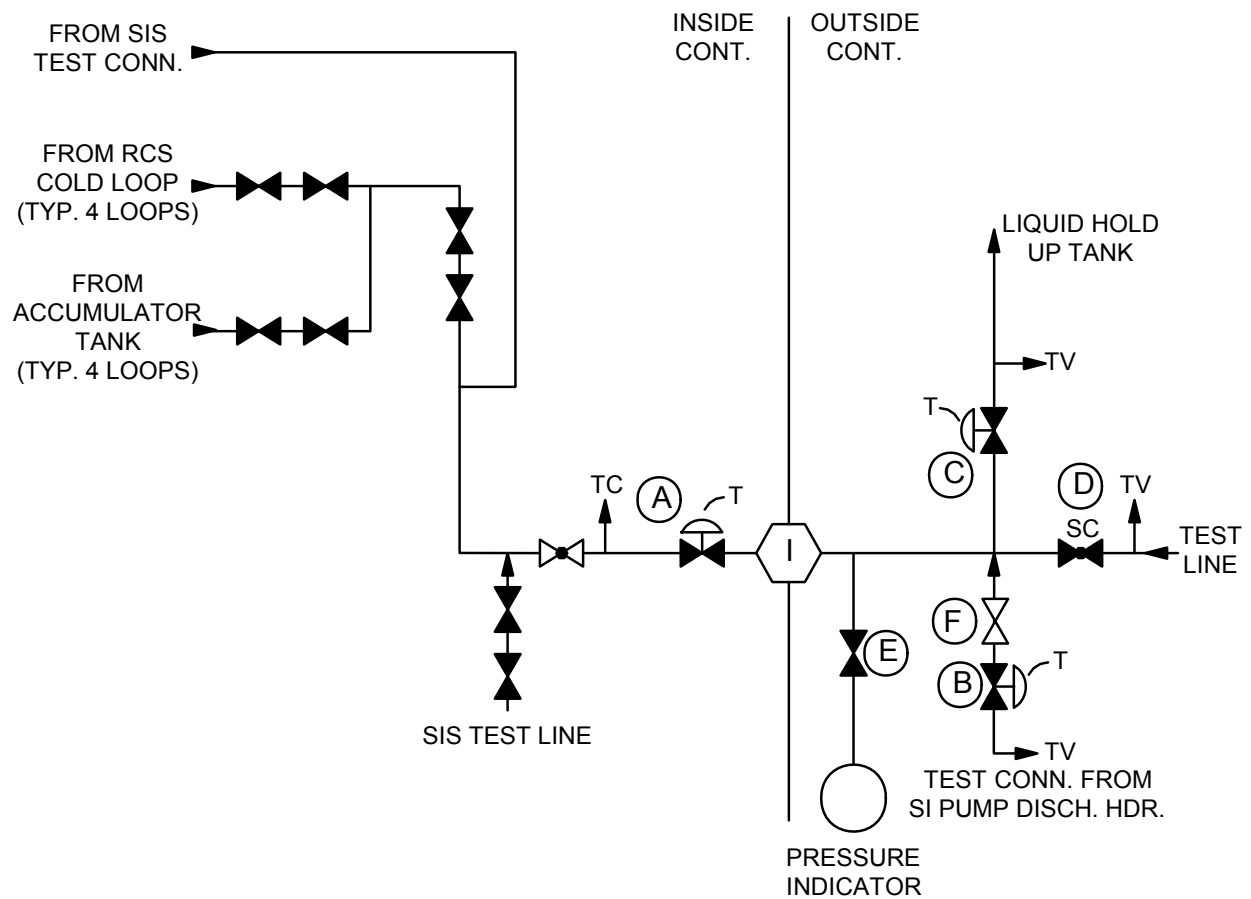 FROM SIS
TEST CONN.
INSIDE
CONT.
OUTSIDE
CONT.
FROM RCS
COLD LOOP
(TYP. 4 LOOPS)
FROM
ACCUMULATOR
TANK
(TYP. 4 LOOPS)
LIQUID HOLD
UP TANK
TV
T
C
TC
A
T
D
SC
TV
TEST
LINE
I
F
E
B
T
TV
SIS TEST LINE
TEST CONN. FROM
SI PUMP DISCH. HDR.
PRESSURE
INDICATOR